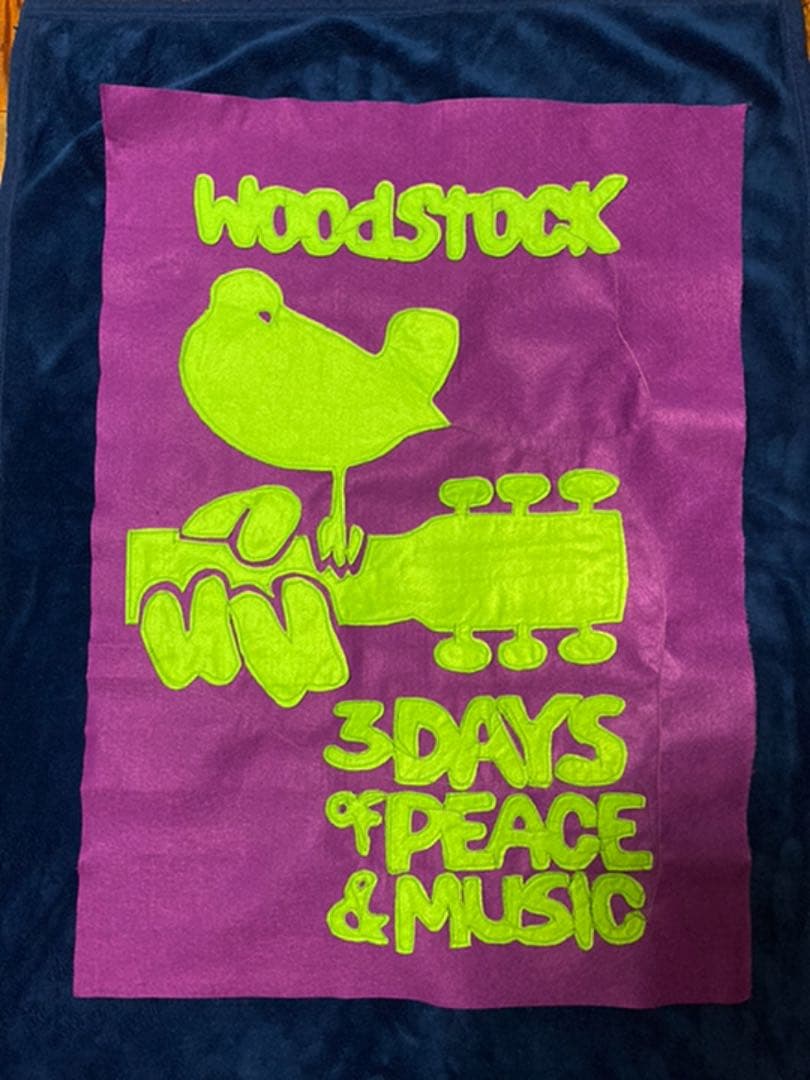 WOOdSTOCK
3 DAYS
OF PEACE
& MUSIC